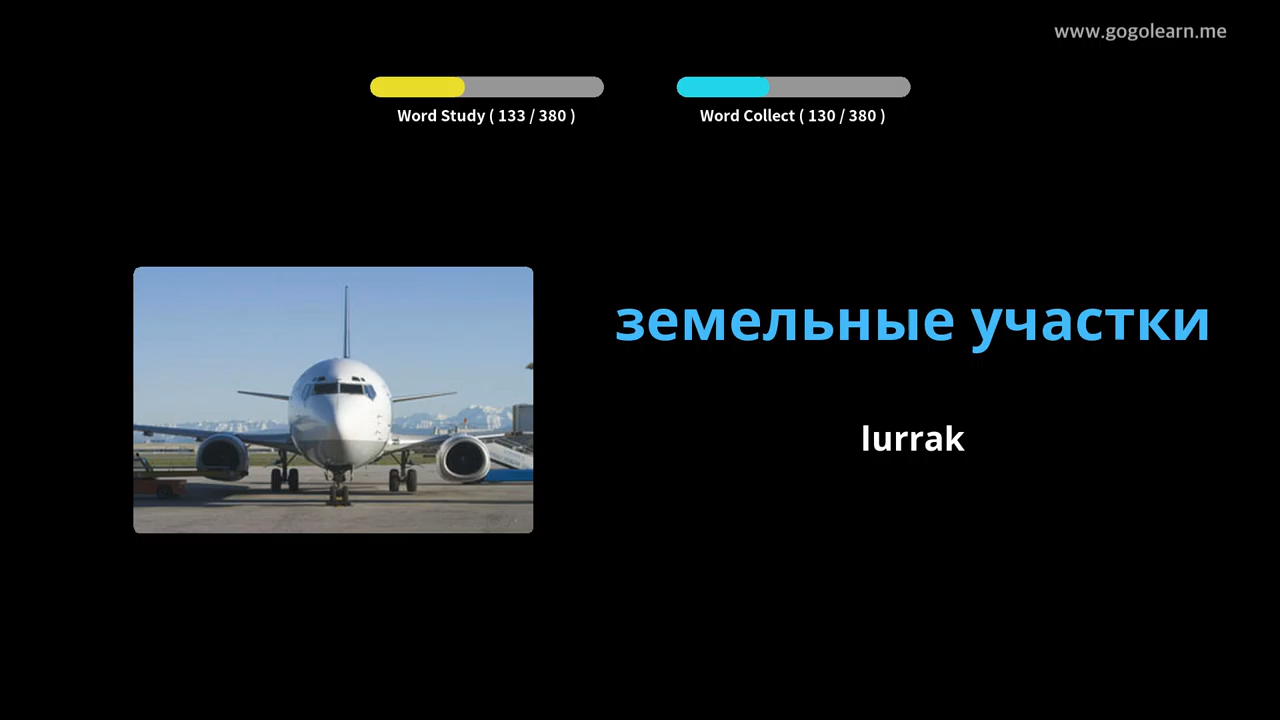 www.gogolearn.me
Word Study ( 133 / 380 )
Word Collect ( 130 / 380 )
земельные участки
lurrak